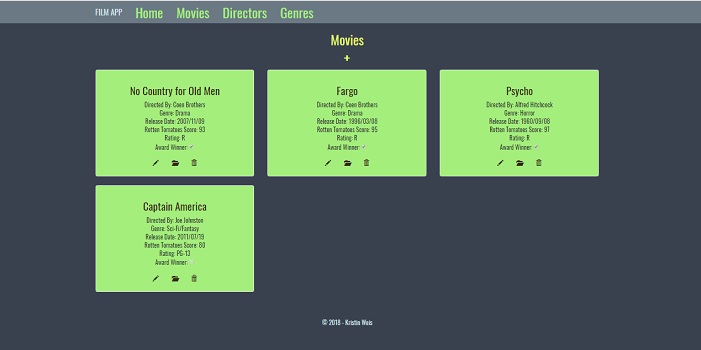 FILM APP Home Movies Directors Genres
Movies
+
No Country for Old Men
Directed By: Coen Brothers
Genre: Drama
Release Date: 2007/11/09
Rotten Tomatoes Score: 93
Rating: R
Award Winner: ✓
Fargo
Directed By: Coen Brothers
Genre: Drama
Release Date: 1996/03/08
Rotten Tomatoes Score: 95
Rating: R
Award Winner: ✓
Psycho
Directed By: Alfred Hitchcock
Genre: Horror
Release Date: 1960/09/08
Rotten Tomatoes Score: 97
Rating: R
Award Winner: ✓
Captain America
Directed By: Joe Johnston
Genre: Sci-Fi/Fantasy
Release Date: 2011/07/19
Rotten Tomatoes Score: 80
Rating: PG-13
Award Winner:
© 2018 - Kristin Weis